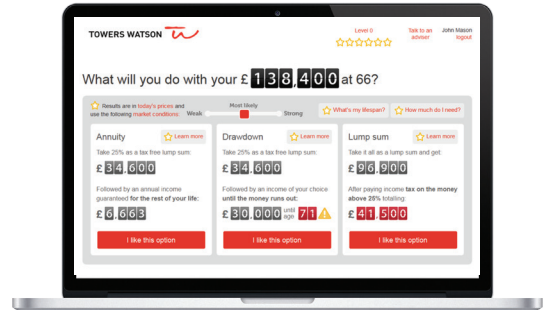 TOWERS WATSON
Level 0
Talk to an adviser
John Mason
logout
What will you do with your £138,400 at 66?
Results are in today's prices and
use the following market conditions:
Weak
Most likely
Strong
What's my lifespan?
How much do I need?
Annuity
Learn more
Take 25% as a tax free lump sum:
£34,600
Followed by an annual income
guaranteed for the rest of your life:
£6,663
I like this option
Drawdown
Learn more
Take 25% as a tax free lump sum:
£34,600
Followed by an income of your choice
until the money runs out:
£30,000 until age 71
I like this option
Lump sum
Learn more
Take it all as a lump sum and get:
£96,900
After paying income tax on the money
above 25% totalling:
£41,500
I like this option